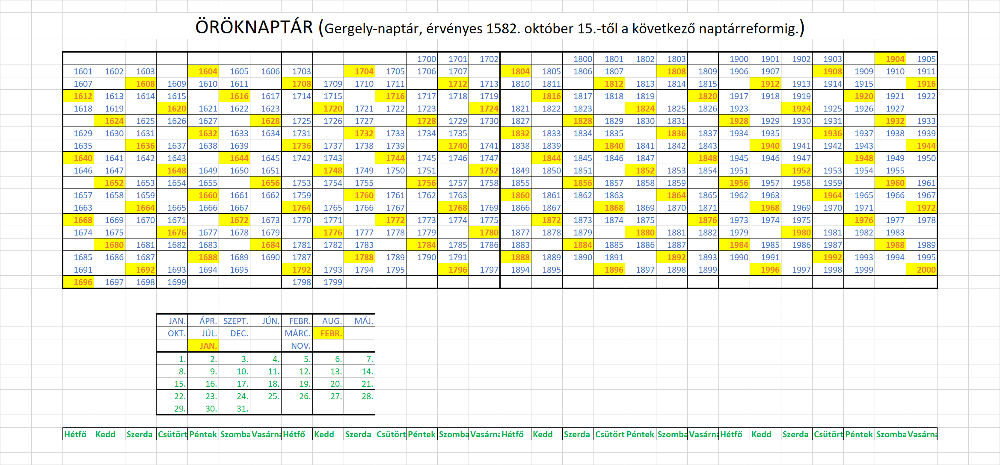 ÖRÖKNAPTÁR (Gergely-naptár, érvényes 1582. október 15.-től a következő naptárreformig.)
1700 1701 1702 1800 1801 1802 1803 1900 1901 1902 1903 1904 1905
1601 1602 1603 1604 1605 1606 1703 1704 1705 1706 1707 1804 1805 1806 1807 1808 1809 1906 1907 1908 1909 1910 1911
1607 1608 1609 1610 1611 1708 1709 1710 1711 1712 1713 1810 1811 1812 1813 1814 1815 1912 1913 1914 1915 1916
1612 1613 1614 1615 1616 1617 1714 1715 1716 1717 1718 1719 1816 1817 1818 1819 1820 1917 1918 1919 1920 1921 1922
1618 1619 1620 1621 1622 1623 1720 1721 1722 1723 1724 1821 1822 1823 1824 1825 1826 1923 1924 1925 1926 1927
1624 1625 1626 1627 1628 1725 1726 1727 1728 1729 1730 1827 1828 1829 1830 1831 1928 1929 1930 1931 1932 1933
1629 1630 1631 1632 1633 1634 1731 1732 1733 1734 1735 1832 1833 1834 1835 1836 1837 1934 1935 1936 1937 1938 1939
1635 1636 1637 1638 1639 1736 1737 1738 1739 1740 1741 1838 1839 1840 1841 1842 1843 1940 1941 1942 1943 1944
1640 1641 1642 1643 1644 1645 1742 1743 1744 1745 1746 1747 1844 1845 1846 1847 1848 1945 1946 1947 1948 1949 1950
1646 1647 1648 1649 1650 1651 1748 1749 1750 1751 1752 1849 1850 1851 1852 1853 1854 1951 1952 1953 1954 1955
1652 1653 1654 1655 1656 1753 1754 1755 1756 1757 1758 1855 1856 1857 1858 1859 1956 1957 1958 1959 1960 1961
1657 1658 1659 1660 1661 1662 1759 1760 1761 1762 1763 1860 1861 1862 1863 1864 1865 1962 1963 1964 1965 1966 1967
1663 1664 1665 1666 1667 1764 1765 1766 1767 1768 1769 1866 1867 1868 1869 1870 1871 1968 1969 1970 1971 1972
1668 1669 1670 1671 1672 1673 1770 1771 1772 1773 1774 1775 1872 1873 1874 1875 1876 1973 1974 1975 1976 1977 1978
1674 1675 1676 1677 1678 1679 1776 1777 1778 1779 1780 1877 1878 1879 1880 1881 1882 1979 1980 1981 1982 1983
1680 1681 1682 1683 1684 1781 1782 1783 1784 1785 1786 1883 1884 1885 1886 1887 1984 1985 1986 1987 1988 1989
1685 1686 1687 1688 1689 1690 1787 1788 1789 1790 1791 1888 1889 1890 1891 1892 1893 1990 1991 1992 1993 1994 1995
1691 1692 1693 1694 1695 1792 1793 1794 1795 1796 1797 1894 1895 1896 1897 1898 1899 1996 1997 1998 1999 2000
1696 1697 1698 1699 1798 1799
JAN. ÁPR. SZEPT. JÚN. FEBR. AUG. MÁJ.
OKT. JÚL. DEC. MÁRC. FEBR.
JAN. NOV.
1. 2. 3. 4. 5. 6. 7.
8. 9. 10. 11. 12. 13. 14.
15. 16. 17. 18. 19. 20. 21.
22. 23. 24. 25. 26. 27. 28.
29. 30. 31.
Hétfő Kedd Szerda Csütört Péntek Szomba Vasárna Hétfő Kedd Szerda Csütört Péntek Szomba Vasárna Hétfő Kedd Szerda Csütört Péntek Szomba Vasárna Hétfő Kedd Szerda Csütört Péntek Szomba Vasárna